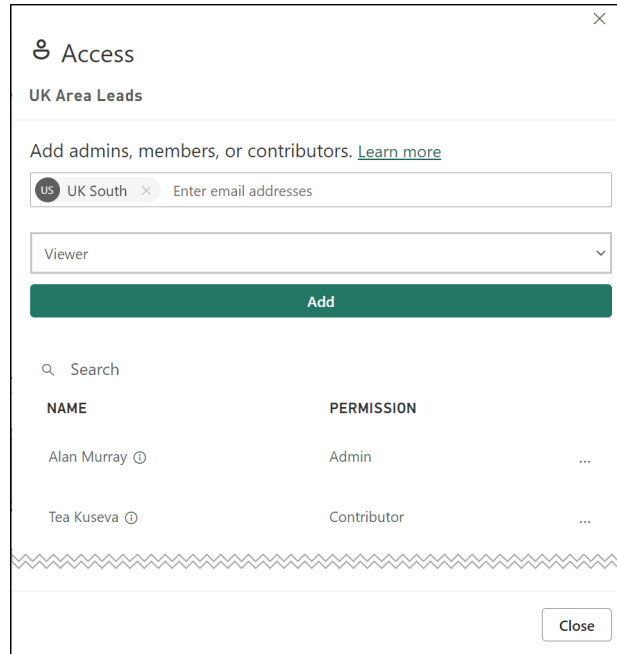 Access
UK Area Leads
Add admins, members, or contributors. Learn more
US UK South × Enter email addresses
Viewer
Add
Search
NAME PERMISSION
Alan Murray Admin ...
Tea Kuseva Contributor ...
Close